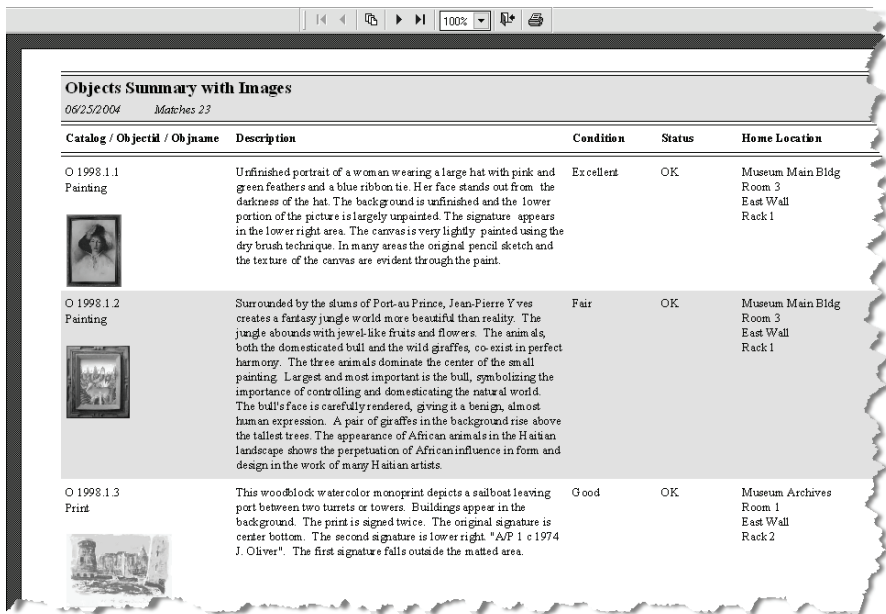 100%
Objects Summary with Images
06/25/2004 Matches 23
Catalog / Objectid / Objname Description Condition Status Home Location
O 1998.1.1
Painting
Unfinished portrait of a woman wearing a large hat with pink and
green feathers and a blue ribbon tie. Her face stands out from the
darkness of the hat. The background is unfinished and the lower
portion of the picture is largely unpainted. The signature appears
in the lower right area. The canvas is very lightly painted using the
dry brush technique. In many areas the original pencil sketch and
the texture of the canvas are evident through the paint.
Excellent
OK
Museum Main Bldg
Room 3
East Wall
Rack 1
O 1998.1.2
Painting
Surrounded by the slums of Port-au Prince, Jean-Pierre Yves
creates a fantasy jungle world more beautiful than reality. The
jungle abounds with jewel-like fruits and flowers. The animals,
both the domesticated bull and the wild giraffes, co-exist in perfect
harmony. The three animals dominate the center of the small
painting. Largest and most important is the bull, symbolizing the
importance of controlling and domesticating the natural world.
The bull's face is carefully rendered, giving it a benign, almost
human expression. A pair of giraffes in the background rise above
the tallest trees. The appearance of African animals in the Haitian
landscape shows the perpetuation of African influence in form and
design in the work of many Haitian artists.
Fair
OK
Museum Main Bldg
Room 3
East Wall
Rack 1
O 1998.1.3
Print
This woodblock watercolor monoprint depicts a sailboat leaving
port between two turrets or towers. Buildings appear in the
background. The print is signed twice. The original signature is
center bottom. The second signature is lower right. "A/P 1 c 1974
J. Oliver". The first signature falls outside the matted area.
Good
OK
Museum Archives
Room 1
East Wall
Rack 2